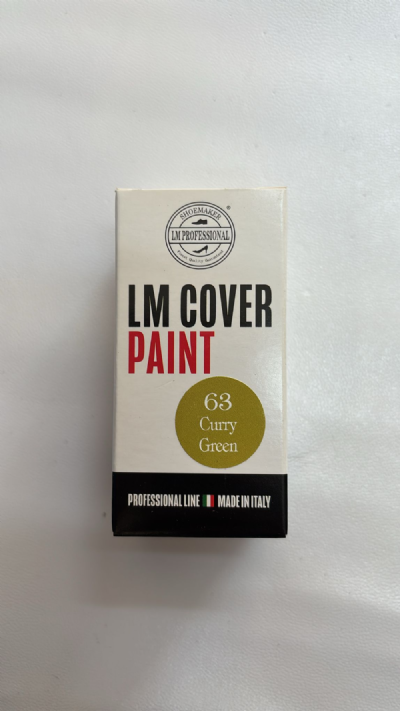 SHOEMAKER
®
LM PROFESSIONAL
LM COVER
PAINT
63
Curry
Green
PROFESSIONAL LINE MADE IN ITALY